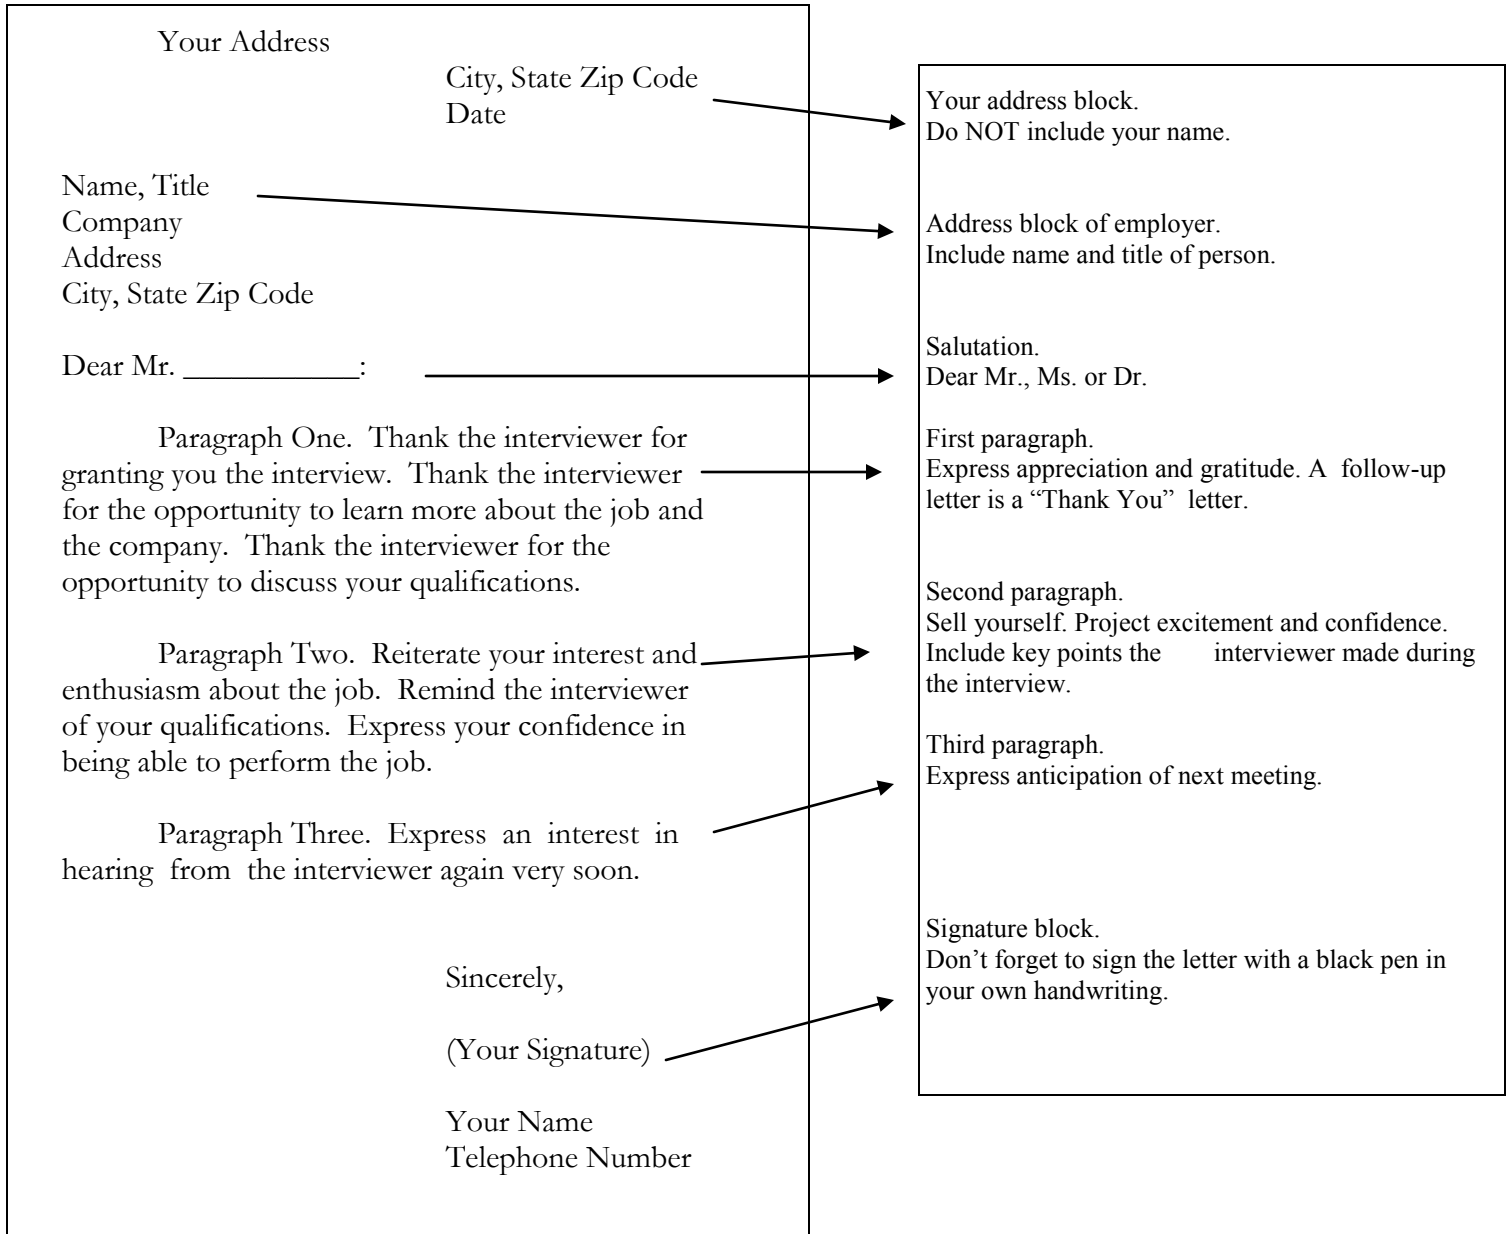 Your Address
City, State Zip Code
Date
Name, Title
Company
Address
City, State Zip Code
Dear Mr. ___________:
Paragraph One.  Thank the interviewer for
granting you the interview.  Thank the interviewer
for the opportunity to learn more about the job and
the company.  Thank the interviewer for the
opportunity to discuss your qualifications.
Paragraph Two.  Reiterate your interest and
enthusiasm about the job.  Remind the interviewer
of your qualifications.  Express your confidence in
being able to perform the job.
Paragraph Three.  Express  an  interest  in
hearing  from  the interviewer again very soon.
Sincerely,
(Your Signature)
Your Name
Telephone Number
Your address block.
Do NOT include your name.
Address block of employer.
Include name and title of person.
Salutation.
Dear Mr., Ms. or Dr.
First paragraph.
Express appreciation and gratitude. A  follow-up
letter is a “Thank You”  letter.
Second paragraph.
Sell yourself. Project excitement and confidence.
Include key points the       interviewer made during
the interview.
Third paragraph.
Express anticipation of next meeting.
Signature block.
Don’t forget to sign the letter with a black pen in
your own handwriting.